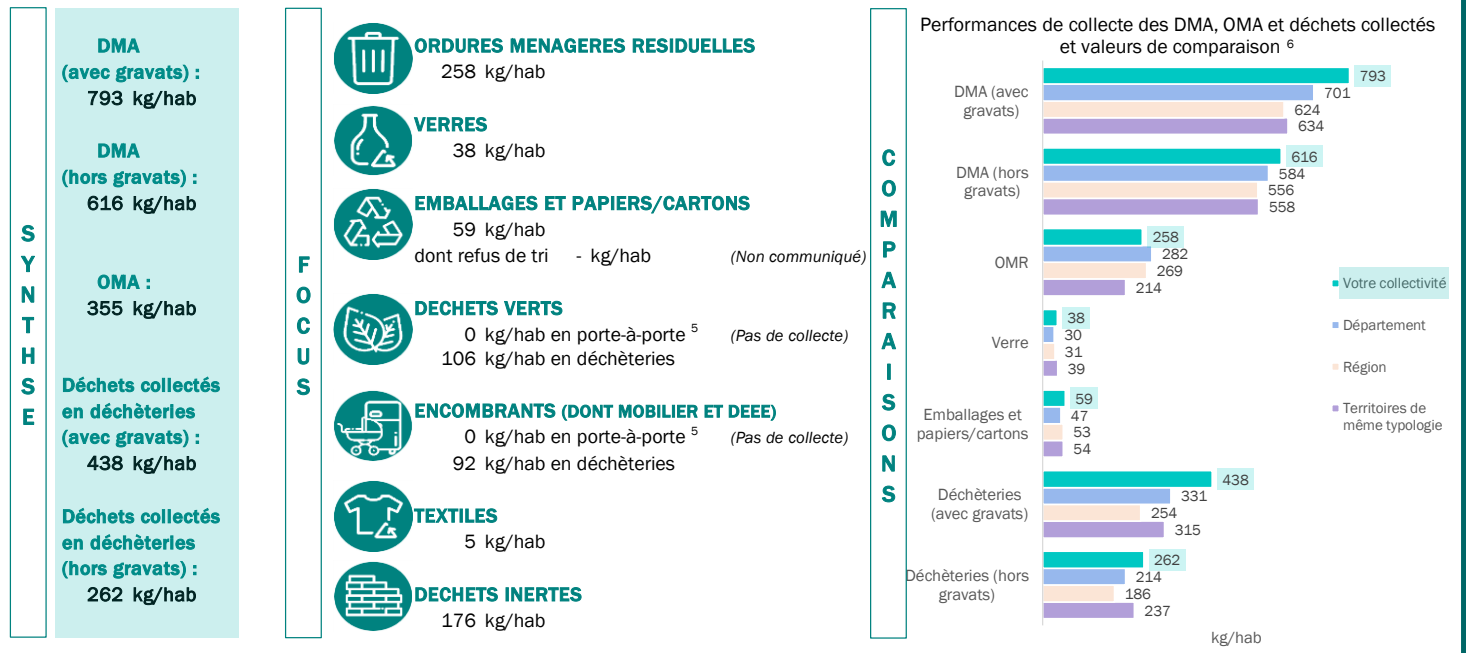 SYNTHSE
DMA
(avec gravats) :
793 kg/hab
DMA
(hors gravats) :
616 kg/hab
OMA :
355 kg/hab
Déchets collectés
en déchèteries
(avec gravats) :
438 kg/hab
Déchets collectés
en déchèteries
(hors gravats) :
262 kg/hab
FOCUS
ORDURES MENAGERES RESIDUELLES
258 kg/hab
VERRES
38 kg/hab
EMBALLAGES ET PAPIERS/CARTONS
59 kg/hab
dont refus de tri - kg/hab (Non communiqué)
DECHETS VERTS
0 kg/hab en porte-à-porte 5 (Pas de collecte)
106 kg/hab en déchèteries
ENCOMBRANTS (DONT MOBILIER ET DEEE)
0 kg/hab en porte-à-porte 5 (Pas de collecte)
92 kg/hab en déchèteries
TEXTILES
5 kg/hab
DECHETS INERTES
176 kg/hab
COMPARAISONS
Performances de collecte des DMA, OMA et déchets collectés
et valeurs de comparaison 6
DMA (avec
gravats)
793
701
624
634
DMA (hors
gravats)
616
584
556
558
OMR
258
282
269
214
Verre
38
30
31
39
Emballages et
papiers/cartons
59
47
53
54
Déchèteries
(avec gravats)
438
331
254
315
Déchèteries (hors
gravats)
262
214
186
237
kg/hab
Votre collectivité
Département
Région
Territoires de
même typologie